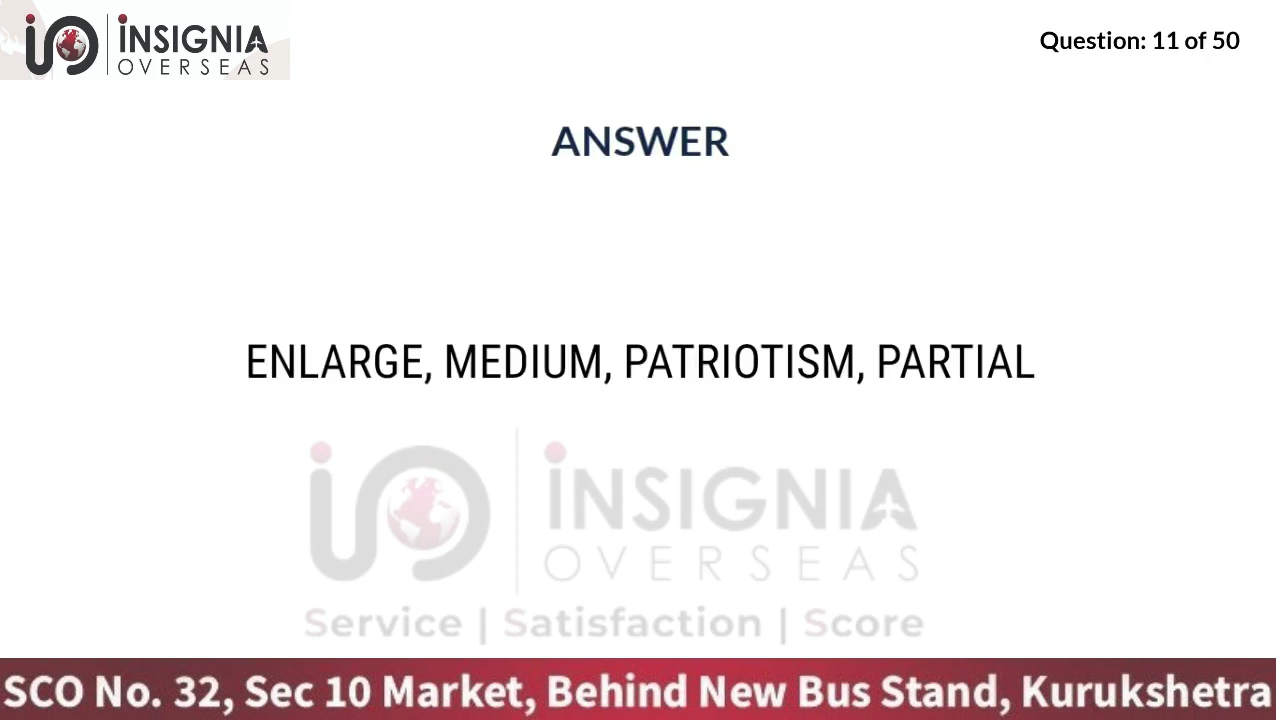 INSIGNIA
OVERSEAS
Question: 11 of 50
ANSWER
ENLARGE, MEDIUM, PATRIOTISM, PARTIAL
INSIGNIA
OVERSEAS
Service | Satisfaction | Score
SCO No. 32, Sec 10 Market, Behind New Bus Stand, Kurukshetra